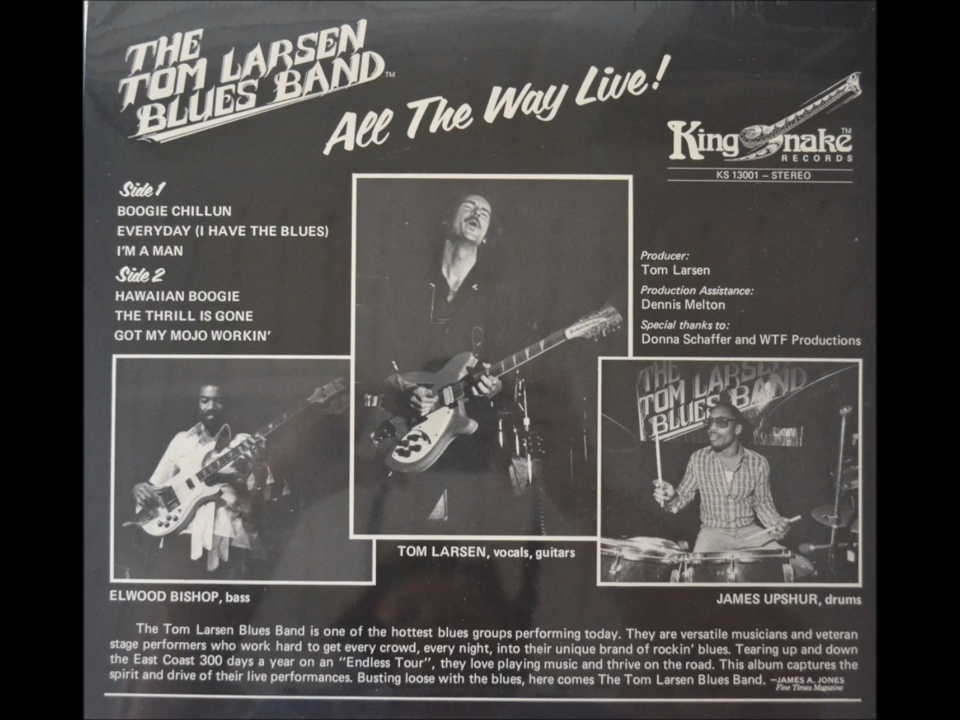 THE
TOM LARSEN
BLUES BAND™
All The Way Live!
King Snake™
RECORDS
KS 13001 – STEREO
Side 1
BOOGIE CHILLUN
EVERYDAY (I HAVE THE BLUES)
I'M A MAN
Side 2
HAWAIIAN BOOGIE
THE THRILL IS GONE
GOT MY MOJO WORKIN'
Producer:
Tom Larsen
Production Assistance:
Dennis Melton
Special thanks to:
Donna Schaffer and WTF Productions
THE
TOM LARSEN
BLUES BAND
TOM LARSEN, vocals, guitars
ELWOOD BISHOP, bass
JAMES UPSHUR, drums
The Tom Larsen Blues Band is one of the hottest blues groups performing today. They are versatile musicians and veteran
stage performers who work hard to get every crowd, every night, into their unique brand of rockin' blues. Tearing up and down
the East Coast 300 days a year on an "Endless Tour", they love playing music and thrive on the road. This album captures the
spirit and drive of their live performances. Busting loose with the blues, here comes The Tom Larsen Blues Band. —JAMES A. JONES
Fine Times Magazine